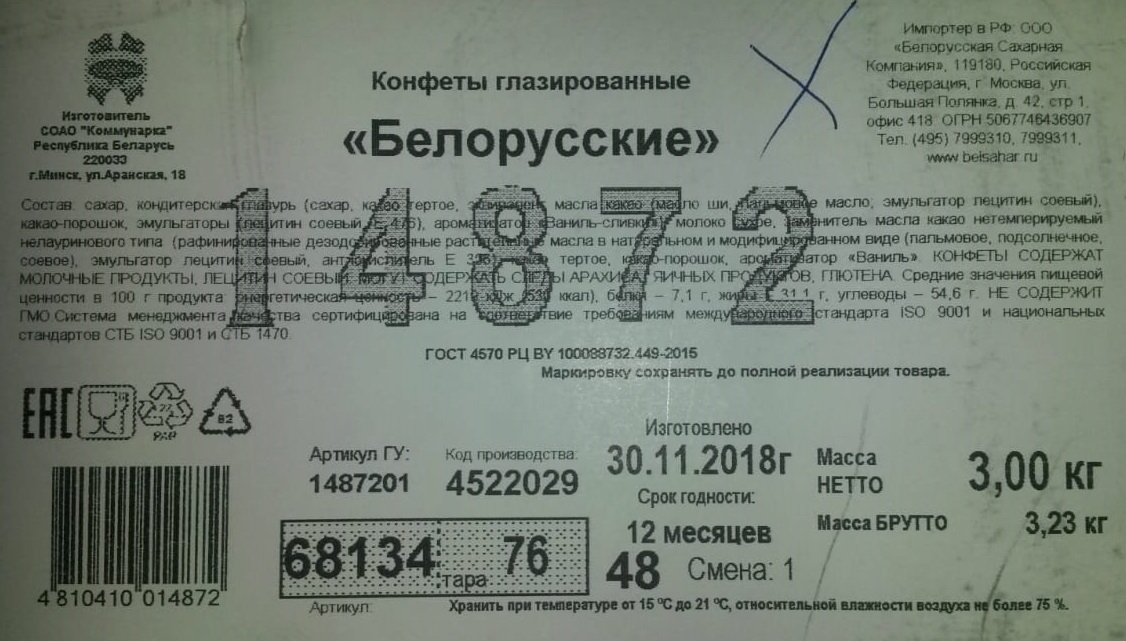 Изготовитель
СОАО "Коммунарка"
Республика Беларусь
220033
г.Минск, ул.Аранская, 18
Конфеты глазированные
«Белорусские»
Импортер в РФ: ООО
«Белорусская Сахарная
Компания», 119180, Российская
Федерация, г. Москва, ул.
Большая Полянка, д. 42, стр 1,
офис 418. ОГРН 5067746436907
Тел. (495) 7999310, 7999311,
www.belsahar.ru
14872
Состав: сахар, кондитерская глазурь (сахар, какао тертое, масла какао (масло ши, пальмовое масло, эмульгатор лецитин соевый),
какао-порошок, эмульгаторы (лецитин соевый, Е 476), ароматизатор «Ваниль-сливки» молоко сухое, заменитель масла какао нетемперируемый
нелауринового типа (рафинированные дезодорированные растительные масла в натуральном и модифицированном виде (пальмовое, подсолнечное,
соевое), эмульгатор лецитин соевый, антиокислитель Е какао тертое, какао-порошок, ароматизатор «Ваниль». КОНФЕТЫ СОДЕРЖАТ
МОЛОЧНЫЕ ПРОДУКТЫ, ЛЕЦИТИН СОЕВЫЙ, МОГУТ СОДЕРЖАТЬ СЛЕДЫ АРАХИСА, ЯИЧНЫХ ПРОДУКТОВ, ГЛЮТЕНА. Средние значения пищевой
ценности в 100 г продукта: энергетическая ценность – ккал), белки – 7,1 г, жиры – 31,1 г, углеводы – 54,6 г. НЕ СОДЕРЖИТ
ГМО.Система менеджмента качества сертифицирована на соответствие требованиям международного стандарта ISO 9001 и национальных
стандартов СТБ ISO 9001 и СТБ 1470.
ГОСТ 4570 РЦ BY 100088732.449-2015
Маркировку сохранять до полной реализации товара.
EAC
PAP
82
Артикул ГУ:
1487201
Код производства:
4522029
Изготовлено
30.11.2018г
Срок годности:
12 месяцев
48 Смена: 1
Масса
НЕТТО
3,00 кг
Масса БРУТТО
3,23 кг
68134 тара 76
Артикул:
4 810410 014872
Хранить при температуре от 15 ºС до 21 ºС, относительной влажности воздуха не более 75 %.